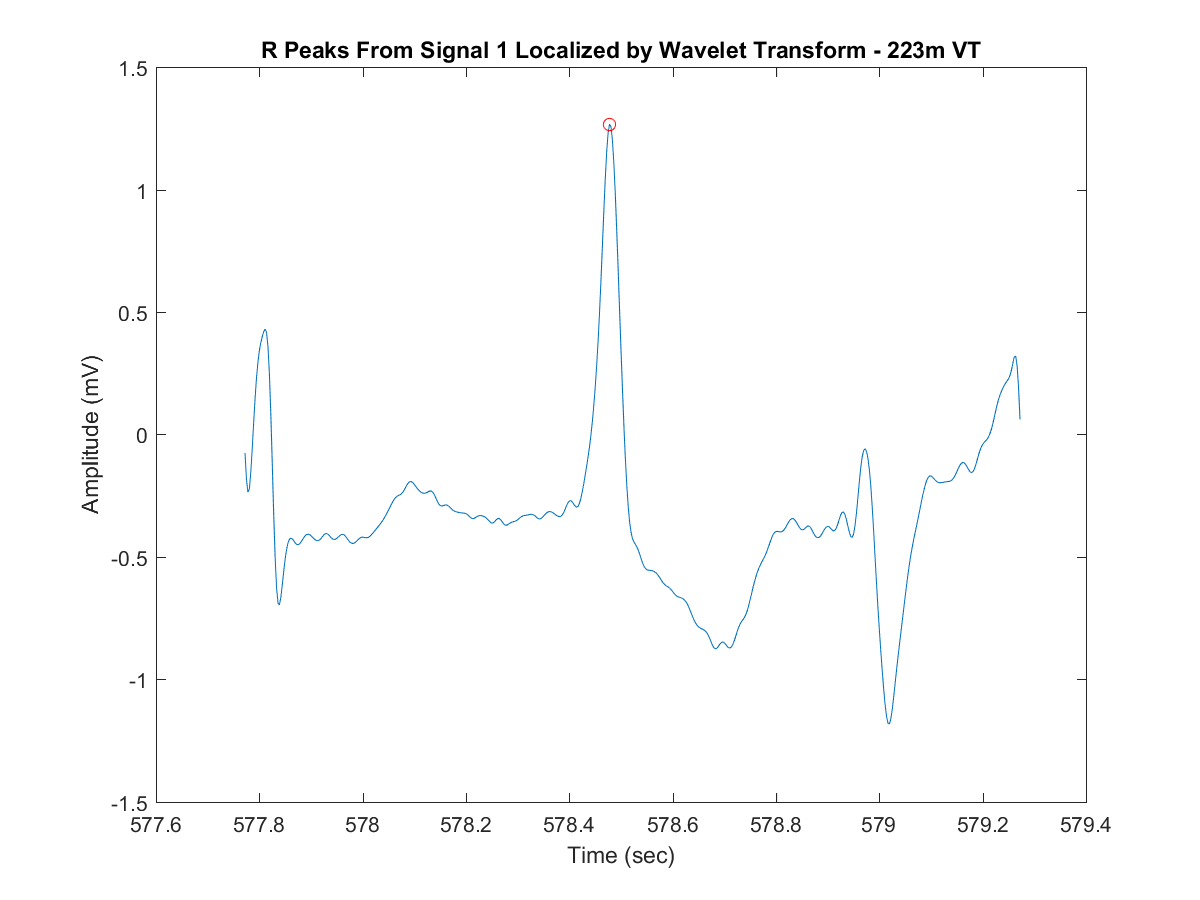 R Peaks From Signal 1 Localized by Wavelet Transform - 223m VT
1.5
1
0.5
0
-0.5
-1
-1.5
Amplitude (mV)
577.6 577.8 578 578.2 578.4 578.6 578.8 579 579.2 579.4
Time (sec)